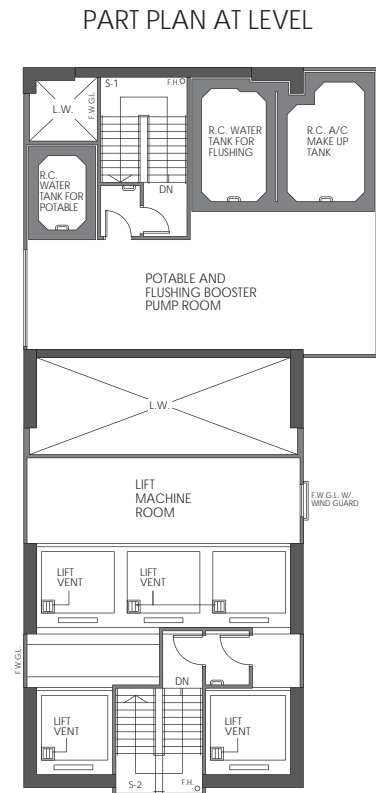 PART PLAN AT LEVEL
S-1
F.H.
L.W.
F.W.G.L.
R.C. WATER
TANK FOR
FLUSHING
R.C. A/C
MAKE UP
TANK
R.C.
WATER
TANK FOR
POTABLE
DN
POTABLE AND
FLUSHING BOOSTER
PUMP ROOM
L.W.
LIFT
MACHINE
ROOM
F.W.G.L. W/.
WIND GUARD
LIFT
VENT
LIFT
VENT
F.W.G.L.
DN
LIFT
VENT
LIFT
VENT
S-2
F.H.